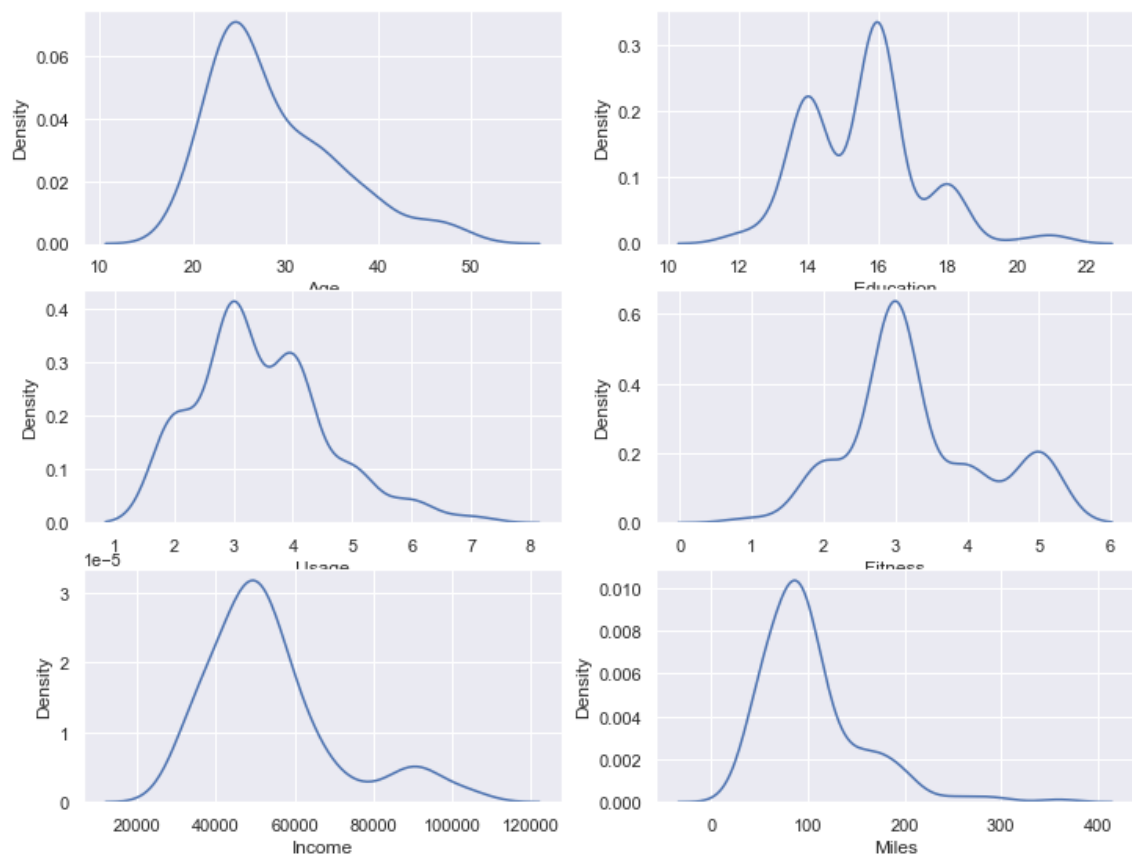 0.06
0.04
0.02
0.00
Density
10 20 30 40 50
Age
0.3
0.2
0.1
0.0
Density
10 12 14 16 18 20 22
Education
0.4
0.3
0.2
0.1
0.0
Density
1 2 3 4 5 6 7 8
Usage
0.6
0.4
0.2
0.0
Density
0 1 2 3 4 5 6
Fitness
1e−5
3
2
1
0
Density
20000 40000 60000 80000 100000 120000
Income
0.010
0.008
0.006
0.004
0.002
0.000
Density
0 100 200 300 400
Miles